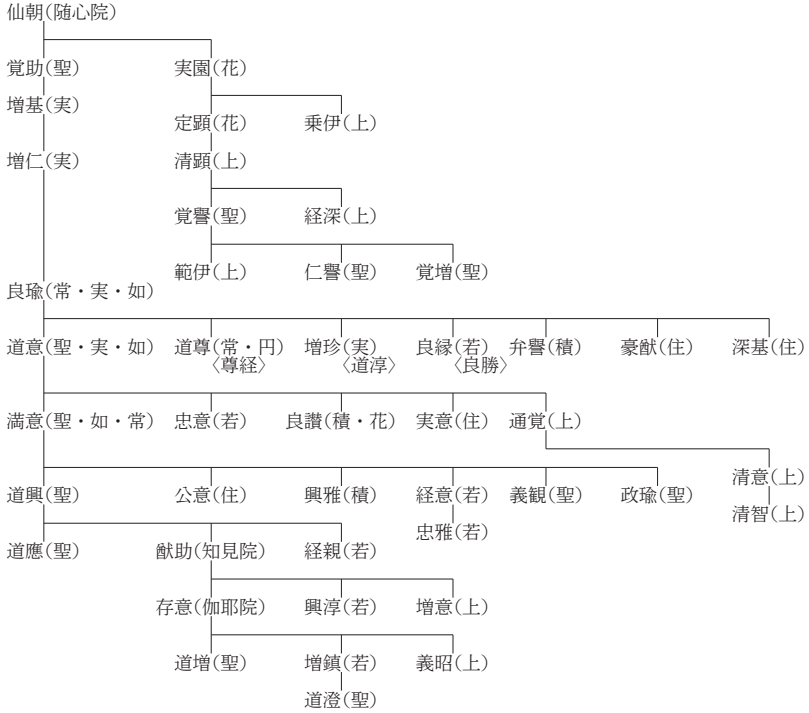 仙朝(随心院)
覚助(聖) 実園(花)
増基(実)
定顕(花) 乗伊(上)
増仁(実) 清顕(上)
覚譽(聖) 経深(上)
範伊(上) 仁譽(聖) 覚増(聖)
良瑜(常・実・如)
道意(聖・実・如) 道尊(常・円) 増珍(実) 良縁(若) 弁譽(積) 豪猷(住) 深基(住)
〈尊経〉 〈道淳〉 〈良勝〉
満意(聖・如・常) 忠意(若) 良讃(積・花) 実意(住) 通覚(上)
清意(上)
道興(聖) 公意(住) 興雅(積) 経意(若) 義観(聖) 政瑜(聖)
清智(上)
忠雅(若)
道應(聖) 猷助(知見院) 経親(若)
存意(伽耶院) 興淳(若) 増意(上)
道増(聖) 増鎮(若) 義昭(上)
道澄(聖)